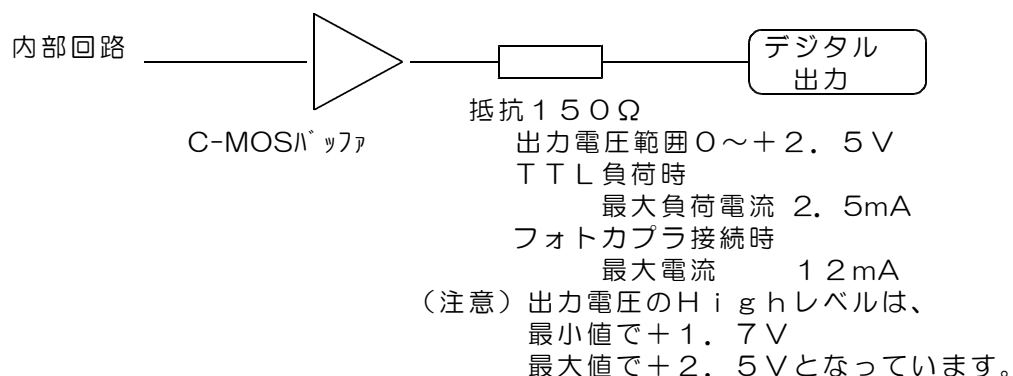 内部回路
デジタル
出力
C-MOSバッファ
抵抗150Ω
出力電圧範囲0~+2.5V
TTL負荷時
最大負荷電流 2.5mA
フォトカプラ接続時
最大電流 12mA
(注意)出力電圧のHighレベルは、
最小値で+1.7V
最大値で+2.5Vとなっています。